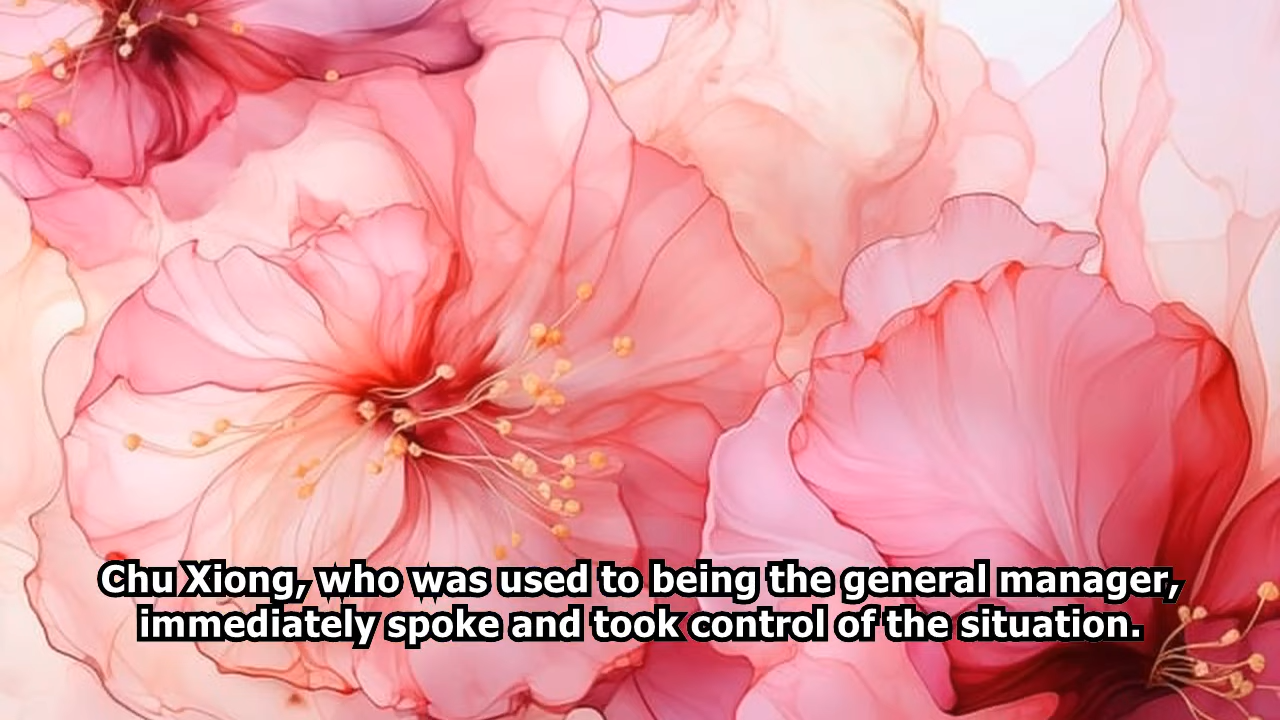 Chu Xiong, who was used to being the general manager,
immediately spoke and took control of the situation.